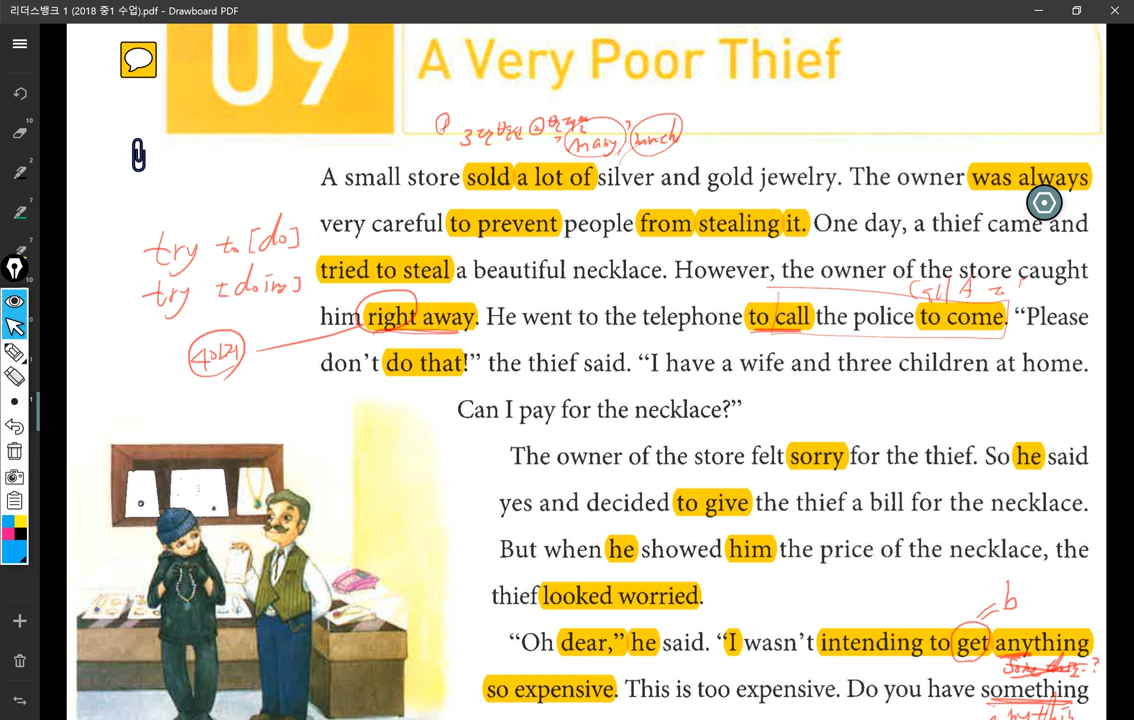 리더스뱅크 1 (2018 중1 수업).pdf - Drawboard PDF
09
A Very Poor Thief
many
A small store sold a lot of silver and gold jewelry. The owner was always
very careful to prevent people from stealing it. One day, a thief came and
try to [do]
tried to steal a beautiful necklace. However, the owner of the store caught
try
him right away. He went to the telephone to call the police to come. “Please
don’t do that!” the thief said. “I have a wife and three children at home.
Can I pay for the necklace?”
The owner of the store felt sorry for the thief. So he said
yes and decided to give the thief a bill for the necklace.
But when he showed him the price of the necklace, the
thief looked worried.
b
“Oh dear,” he said. “I wasn’t intending to get anything
so expensive. This is too expensive. Do you have something
10
2
7
7
10